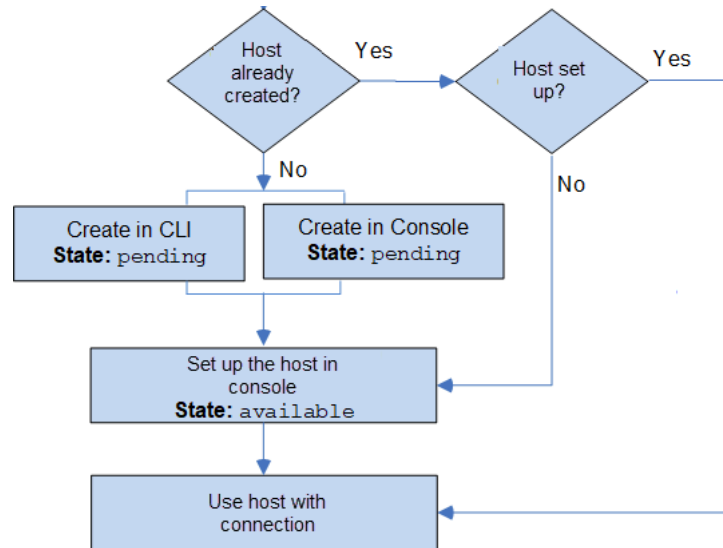 Host
already
created?
Yes
Host set
up?
Yes
No
No
Create in CLI
State: pending
Create in Console
State: pending
Set up the host in
console
State: available
Use host with
connection